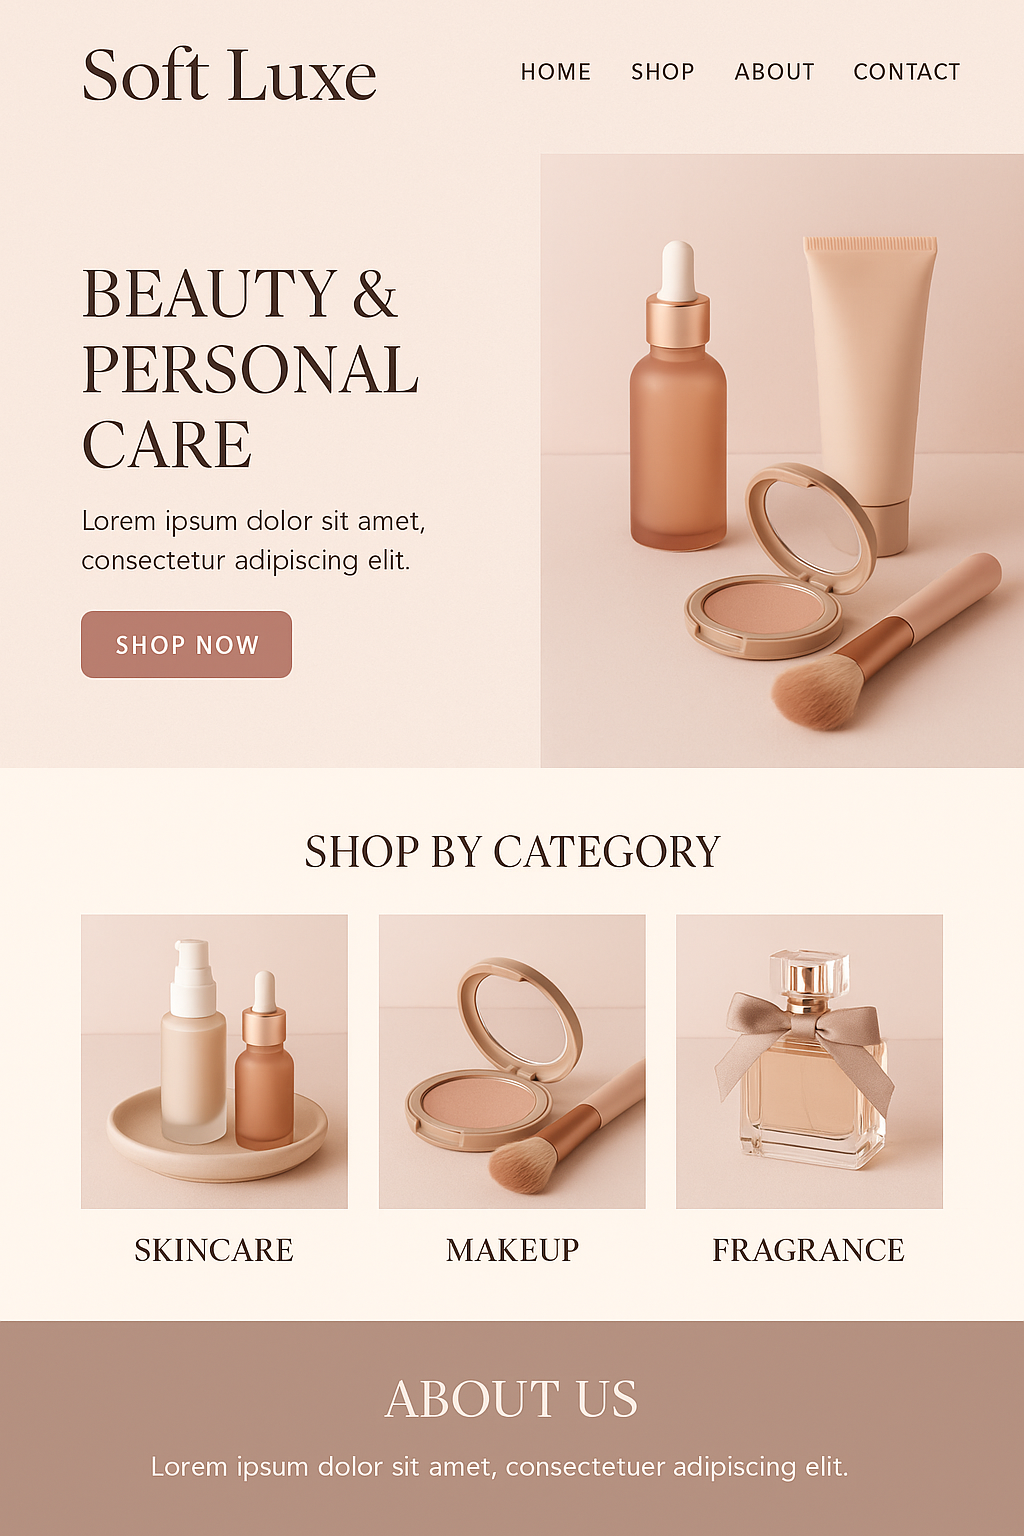 Soft Luxe
HOME SHOP ABOUT CONTACT
BEAUTY &
PERSONAL
CARE
Lorem ipsum dolor sit amet,
consectetur adipiscing elit.
SHOP NOW
SHOP BY CATEGORY
SKINCARE
MAKEUP
FRAGRANCE
ABOUT US
Lorem ipsum dolor sit amet, consectetuer adipiscing elit.